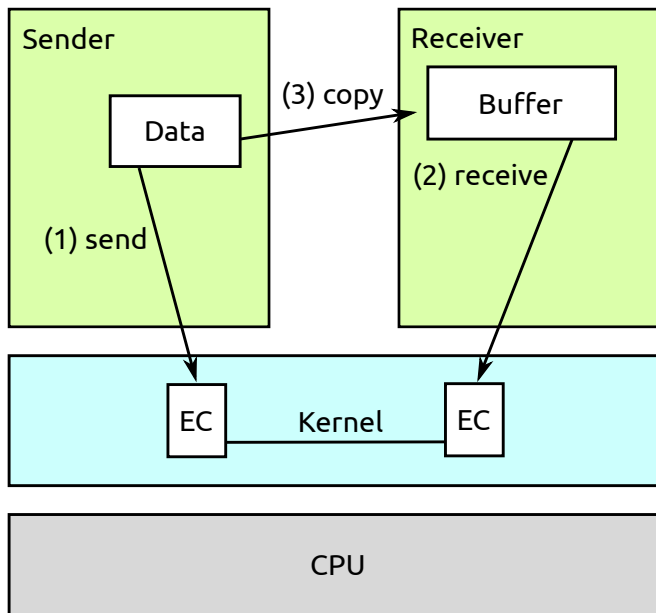 Sender
Receiver
(3) copy
Data
Buffer
(2) receive
(1) send
EC
Kernel
EC
CPU